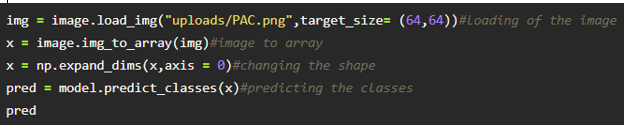 img = image.load_img("uploads/PAC.png",target_size= (64,64))#loading of the image
x = image.img_to_array(img)#image to array
x = np.expand_dims(x,axis = 0)#changing the shape
pred = model.predict_classes(x)#predicting the classes
pred